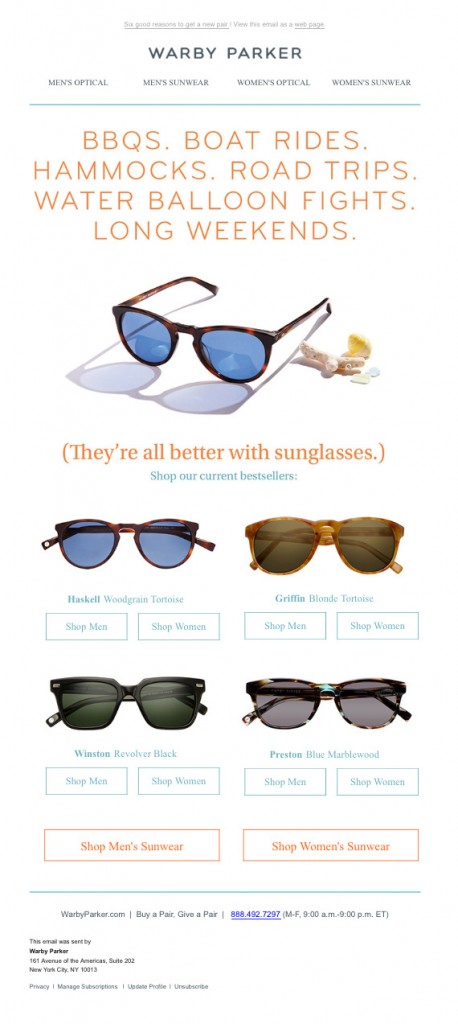 Six good reasons to get a new pair | View this email as a web page.
WARBY PARKER
MEN'S OPTICAL MEN'S SUNWEAR WOMEN'S OPTICAL WOMEN'S SUNWEAR
BBQS. BOAT RIDES.
HAMMOCKS. ROAD TRIPS.
WATER BALLOON FIGHTS.
LONG WEEKENDS.
(They're all better with sunglasses.)
Shop our current bestsellers:
Haskell Woodgrain Tortoise
Shop Men Shop Women
Griffin Blonde Tortoise
Shop Men Shop Women
Winston Revolver Black
Shop Men Shop Women
Preston Blue Marblewood
Shop Men Shop Women
Shop Men's Sunwear Shop Women's Sunwear
WarbyParker.com | Buy a Pair, Give a Pair | 888.492.7297 (M-F, 9:00 a.m.-9:00 p.m. ET)
This email was sent by
Warby Parker
161 Avenue of the Americas, Suite 202
New York City, NY 10013
Privacy | Manage Subscriptions | Update Profile | Unsubscribe